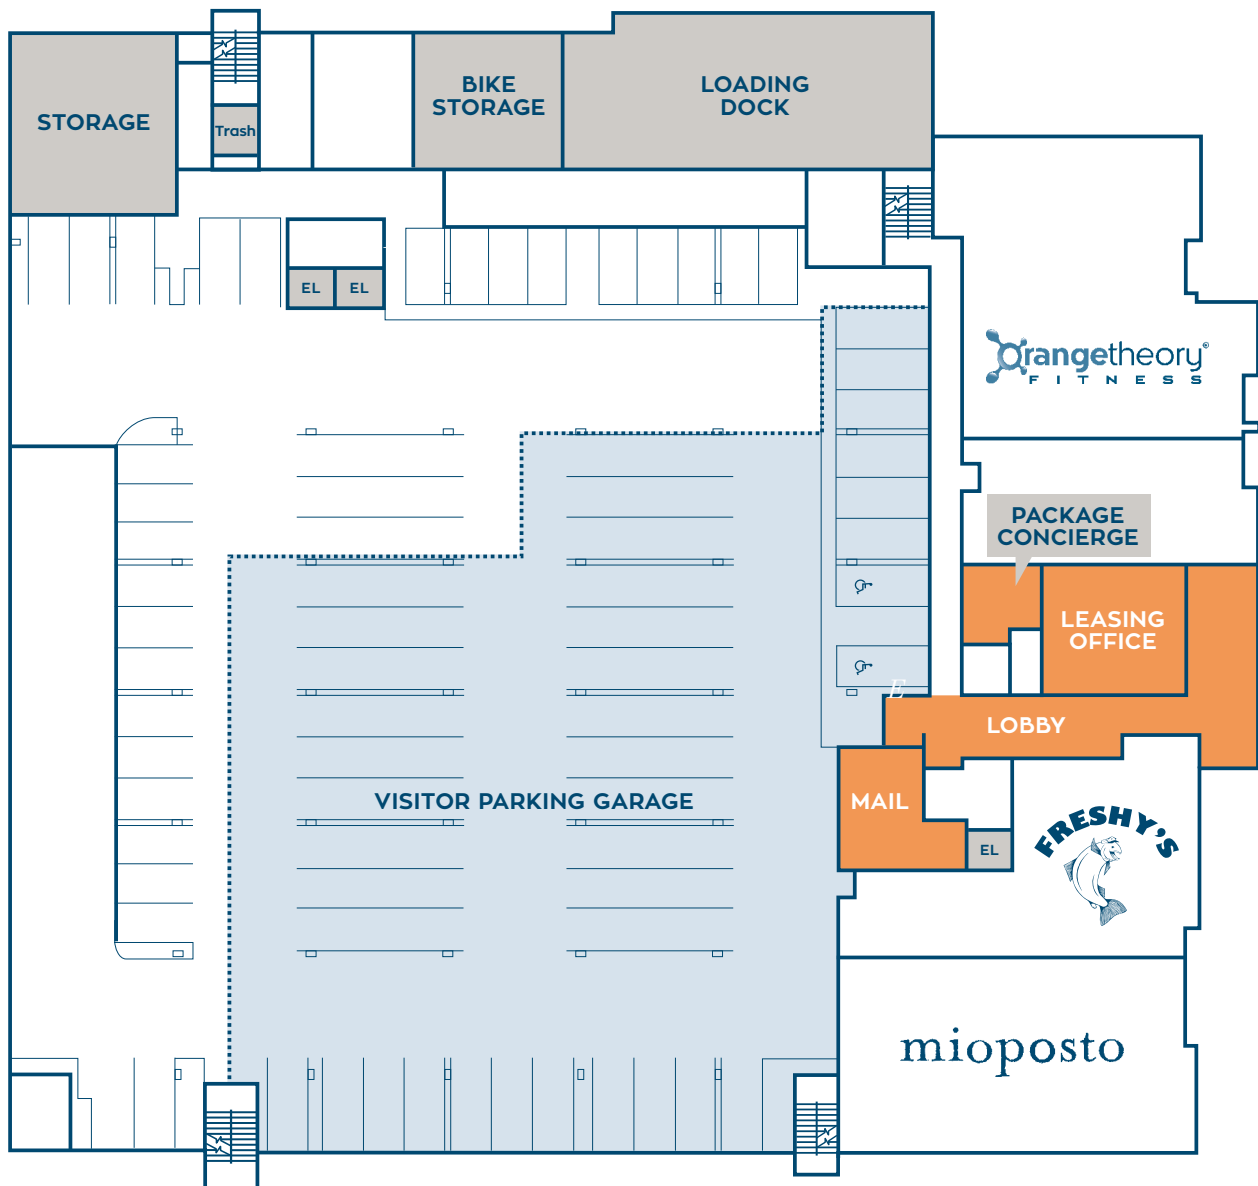 STORAGE
Trash
BIKE
STORAGE
LOADING
DOCK
EL
EL
Orangetheory®
FITNESS
PACKAGE
CONCIERGE
LEASING
OFFICE
E
LOBBY
VISITOR PARKING GARAGE
MAIL
FRESHY'S
EL
mioposto